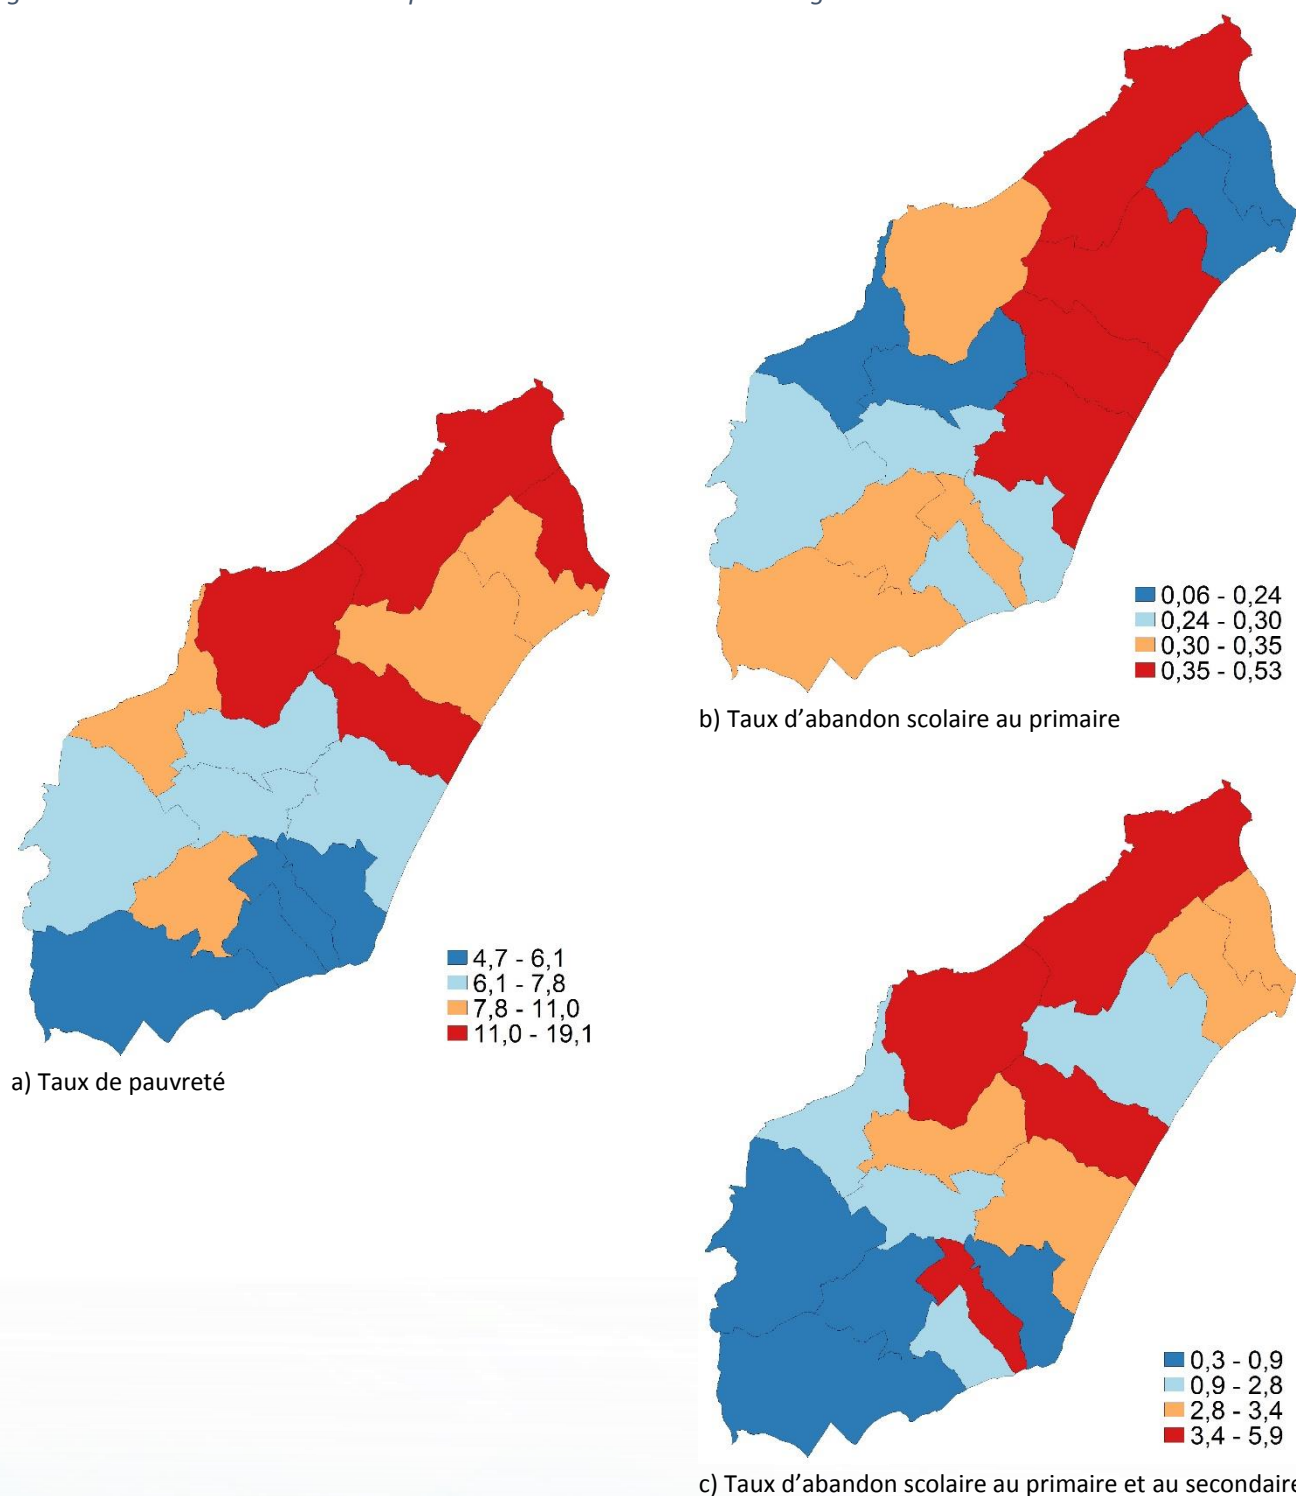 0,06 - 0,24
0,24 - 0,30
0,30 - 0,35
0,35 - 0,53
b) Taux d’abandon scolaire au primaire
4,7 - 6,1
6,1 - 7,8
7,8 - 11,0
11,0 - 19,1
a) Taux de pauvreté
0,3 - 0,9
0,9 - 2,8
2,8 - 3,4
3,4 - 5,9
c) Taux d’abandon scolaire au primaire et au secondaire